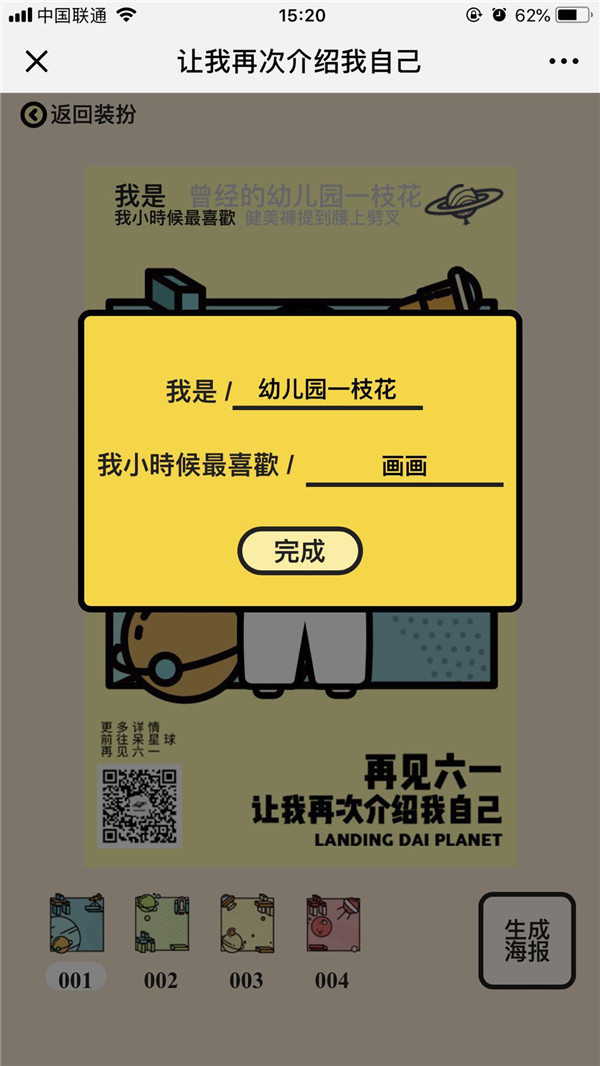 中国联通
15:20
62%
让我再次介绍我自己
返回装扮
我是 曾经的幼儿园一枝花
我小時候最喜歡 健美褲提到腰上劈叉
我是 / 幼儿园一枝花
我小時候最喜歡 / 画画
完成
更多详情
前往呆星球
再见六一
再见六一
让我再次介绍我自己
LANDING DAI PLANET
001
002
003
004
生成
海报